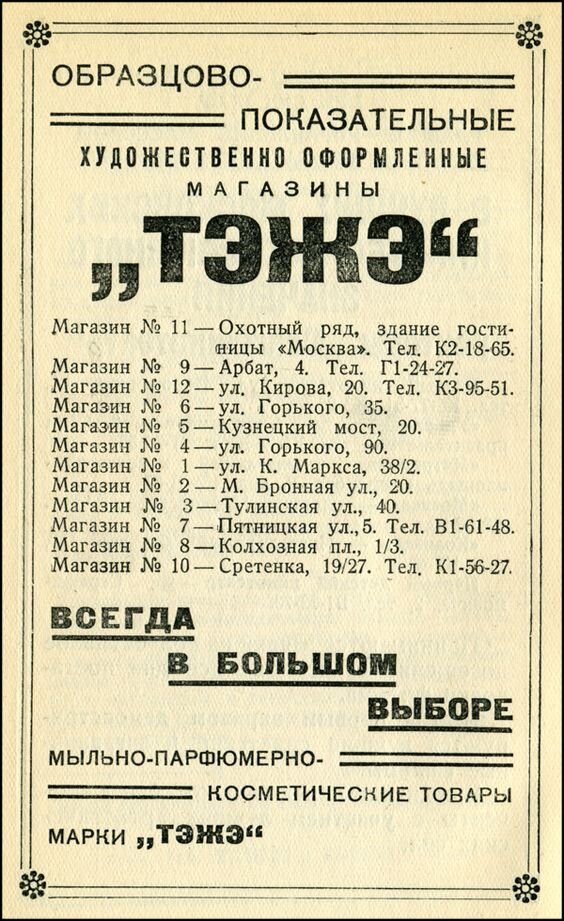 ОБРАЗЦОВО-
ПОКАЗАТЕЛЬНЫЕ
ХУДОЖЕСТВЕННО ОФОРМЛЕННЫЕ
МАГАЗИНЫ
„ТЭЖЭ“
Магазин № 11 — Охотный ряд, здание гости-
ницы «Москва». Тел. К2-18-65.
Магазин № 9 — Арбат, 4. Тел. Г1-24-27.
Магазин № 12 — ул. Кирова, 20. Тел. К3-95-51.
Магазин № 6 — ул. Горького, 35.
Магазин № 5 — Кузнецкий мост, 20.
Магазин № 4 — ул. Горького, 90.
Магазин № 1 — ул. К. Маркса, 38/2.
Магазин № 2 — М. Бронная ул., 20.
Магазин № 3 — Тулинская ул., 40.
Магазин № 7 — Пятницкая ул., 5. Тел. В1-61-48.
Магазин № 8 — Колхозная пл., 1/3.
Магазин № 10 — Сретенка, 19/27. Тел. К1-56-27.
ВСЕГДА
В БОЛЬШОМ
ВЫБОРЕ
МЫЛЬНО-ПАРФЮМЕРНО-
КОСМЕТИЧЕСКИЕ ТОВАРЫ
МАРКИ „ТЭЖЭ“